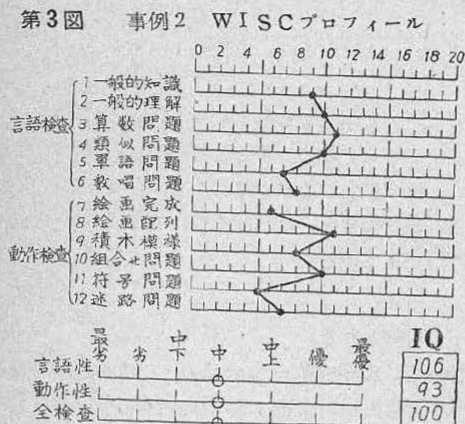 第3図 事例2 WISCプロフィール
0 2 4 6 8 10 12 14 16 18 20
言語検査
1 一般的知識
2 一般的理解
3 算数問題
4 類似問題
5 単語問題
6 数唱問題
動作検査
7 絵画完成
8 絵画配列
9 積木模様
10 組合せ問題
11 符号問題
12 迷路問題
最劣 劣 中下 中 中上 優 最優 IQ
言語性 106
動作性 93
全検査 100